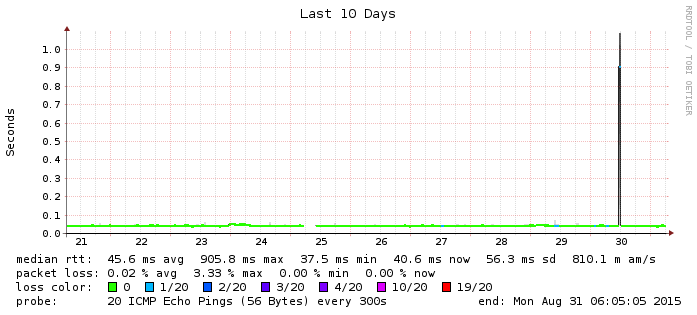 Last 10 Days
RRDTOOL / TOBI OETIKER
Seconds
1.0
0.9
0.8
0.7
0.6
0.5
0.4
0.3
0.2
0.1
0.0
21 22 23 24 25 26 27 28 29 30
median rtt: 45.6 ms avg 905.8 ms max 37.5 ms min 40.6 ms now 56.3 ms sd 810.1 m am/s
packet loss: 0.02 % avg 3.33 % max 0.00 % min 0.00 % now
loss color: 0 1/20 2/20 3/20 4/20 10/20 19/20
probe: 20 ICMP Echo Pings (56 Bytes) every 300s end: Mon Aug 31 06:05:05 2015